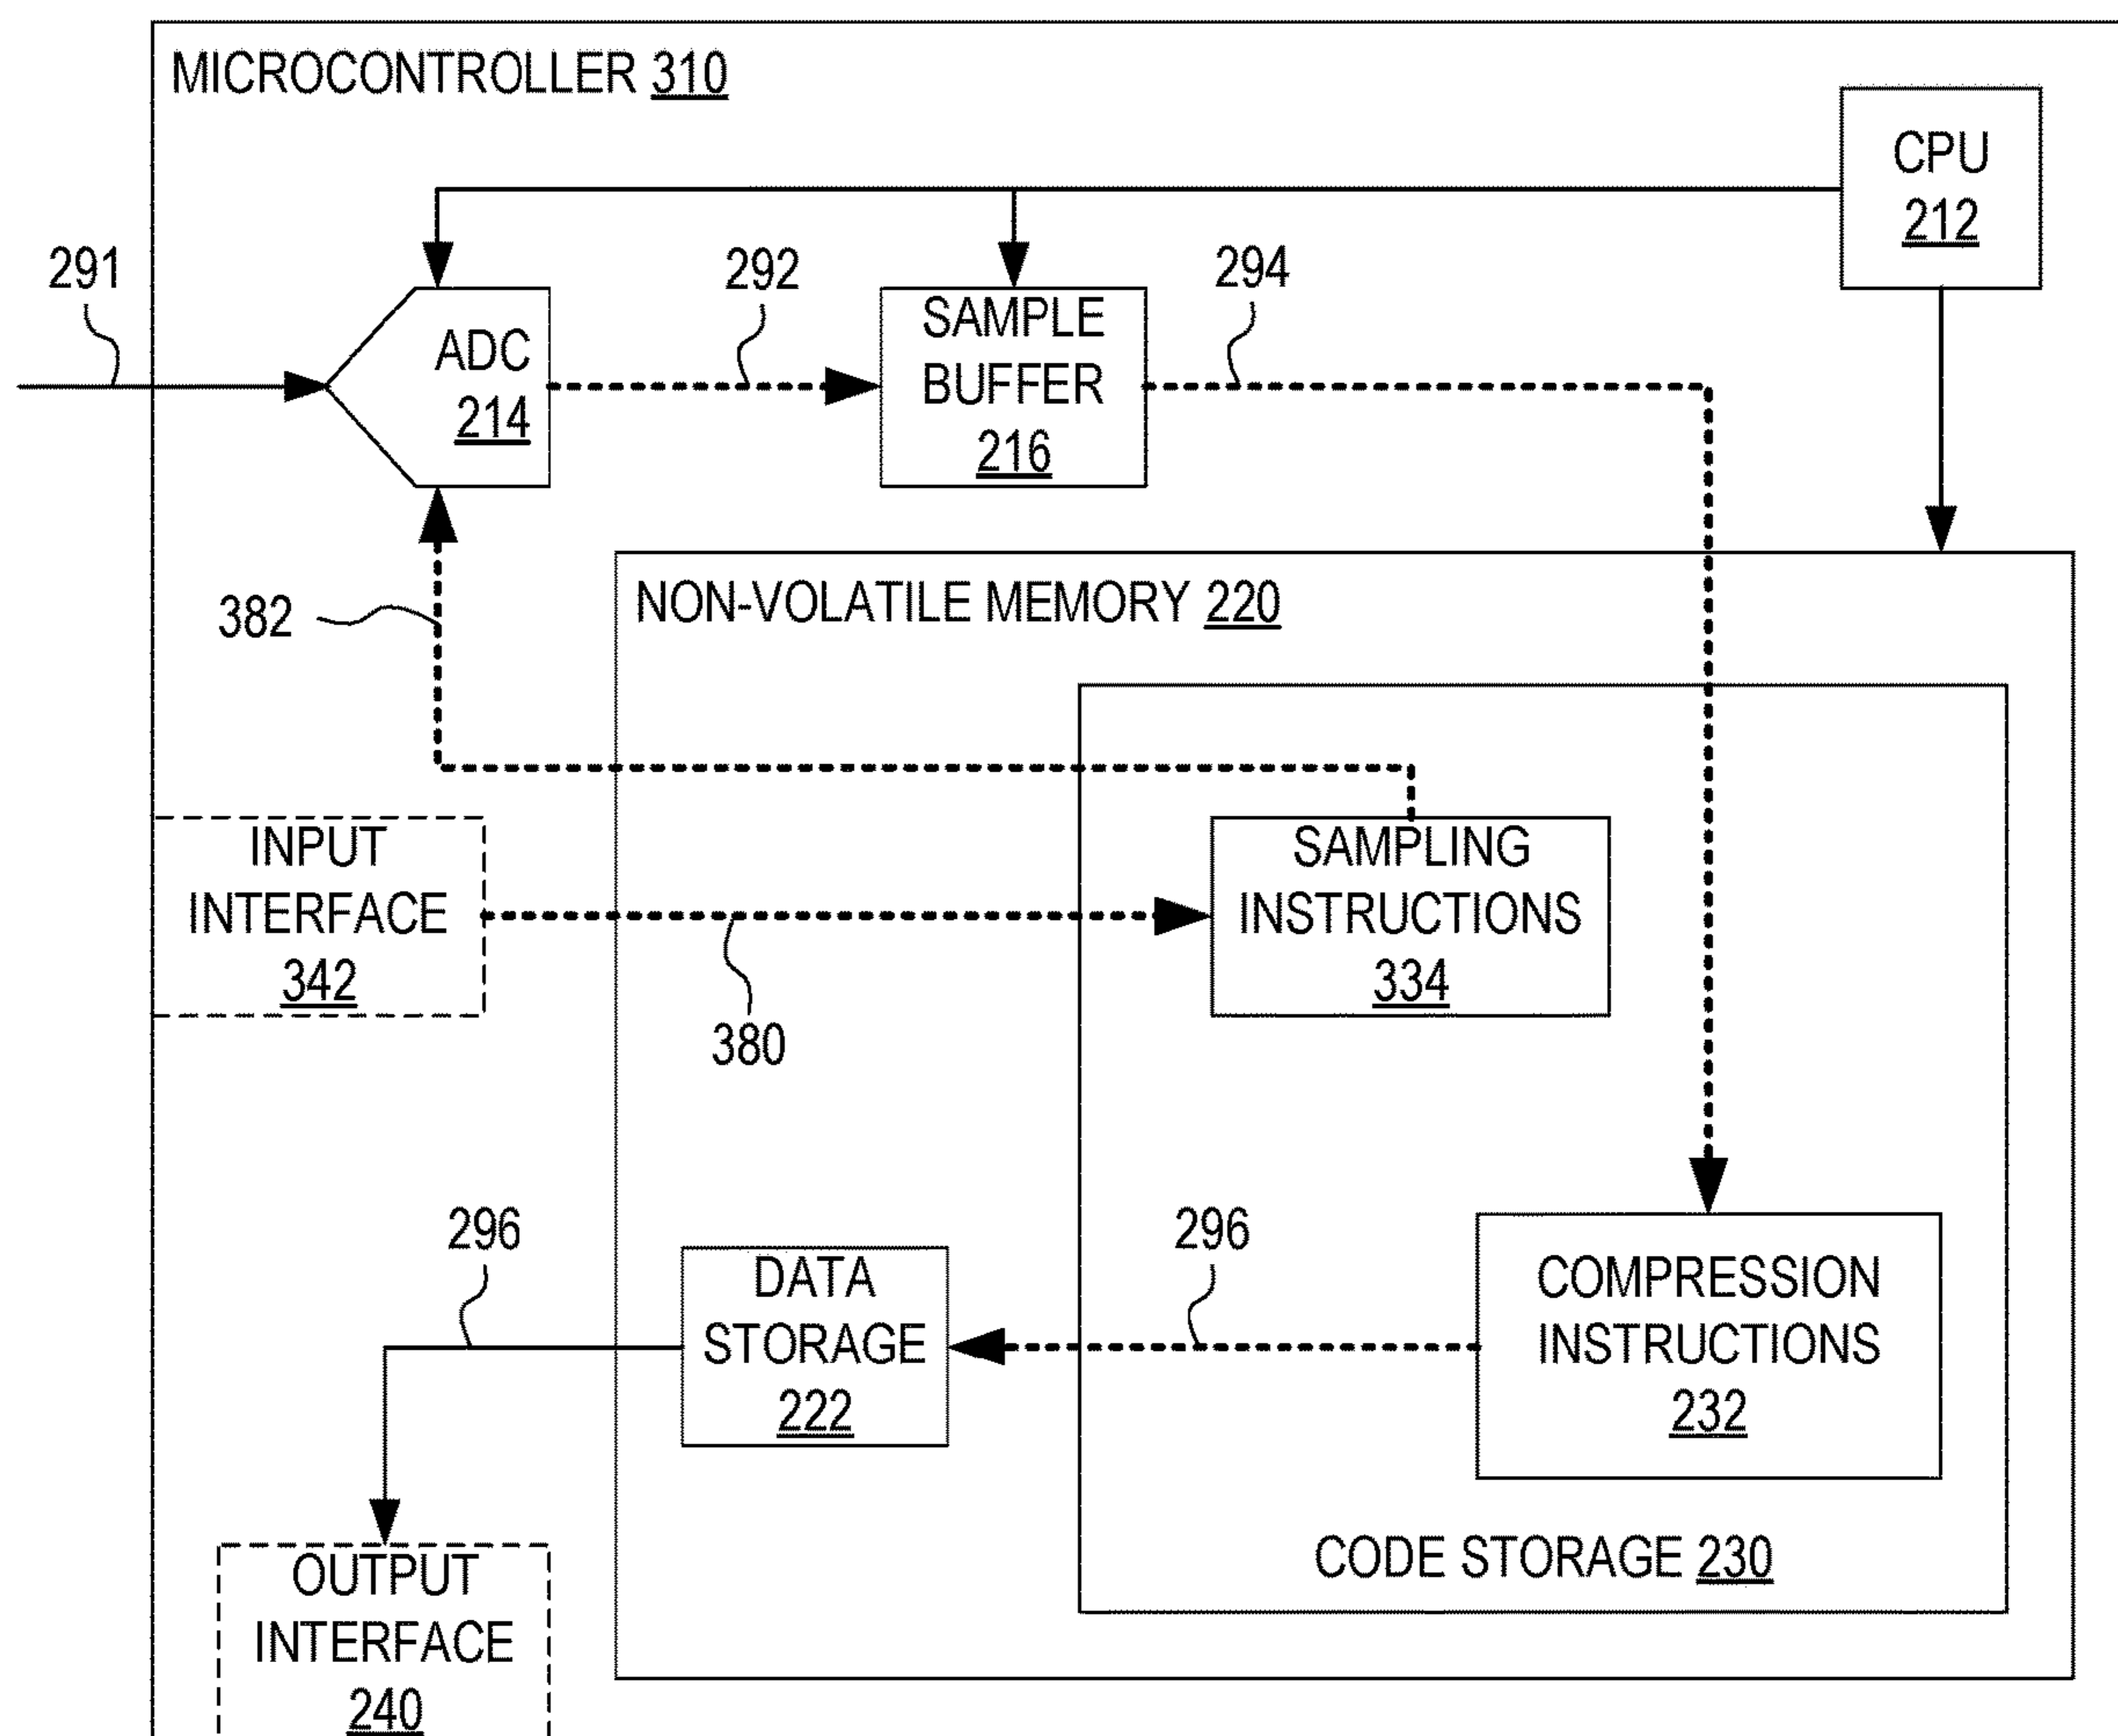 MICROCONTROLLER 310
CPU
212
291
292
294
ADC
214
SAMPLE
BUFFER
216
382
NON-VOLATILE MEMORY 220
INPUT
INTERFACE
342
SAMPLING
INSTRUCTIONS
334
380
296
296
DATA
STORAGE
222
COMPRESSION
INSTRUCTIONS
232
CODE STORAGE 230
OUTPUT
INTERFACE
240